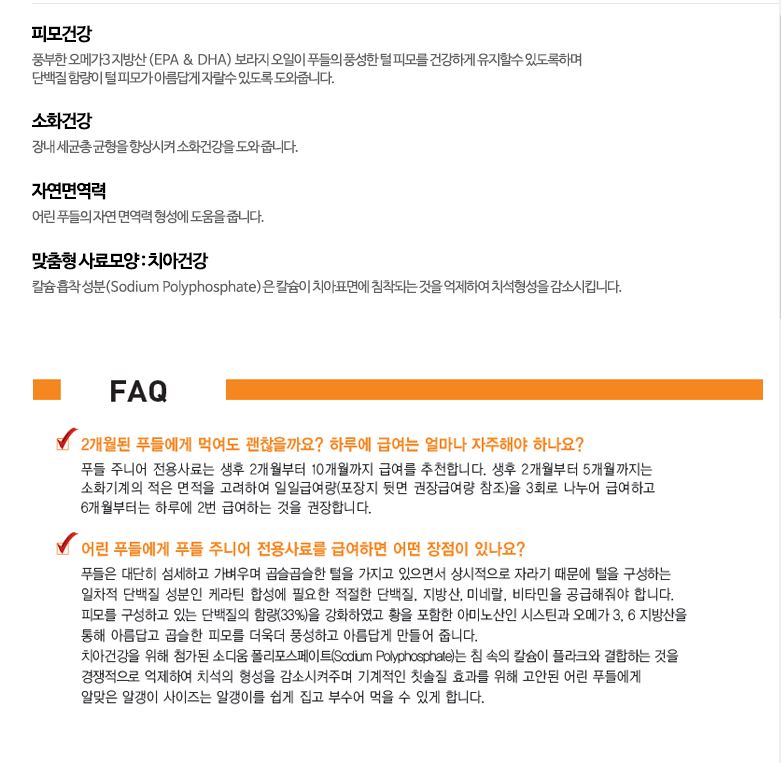 피모건강
풍부한 오메가3 지방산 (EPA & DHA) 보라지 오일이 푸들의 풍성한 털 피모를 건강하게 유지할수 있도록하며
단백질 함량이 털 피모가 아름답게 자랄수 있도록 도와줍니다.
소화건강
장내 세균총 균형을 향상시켜 소화건강을 도와 줍니다.
자연면역력
어린 푸들의 자연 면역력 형성에 도움을 줍니다.
맞춤형 사료모양 : 치아건강
칼슘 흡착 성분(Sodium Polyphosphate) 은 칼슘이 치아표면에 침착되는 것을 억제하여 치석형성을 감소시킵니다.
FAQ
2개월된 푸들에게 먹여도 괜찮을까요? 하루에 급여는 얼마나 자주해야 하나요?
푸들 주니어 전용사료는 생후 2개월부터 10개월까지 급여를 추천합니다. 생후 2개월부터 5개월까지는
소화기계의 적은 면적을 고려하여 일일급여량(포장지 뒷면 권장급여량 참조)을 3회로 나누어 급여하고
6개월부터는 하루에 2번 급여하는 것을 권장합니다.
어린 푸들에게 푸들 주니어 전용사료를 급여하면 어떤 장점이 있나요?
푸들은 대단히 섬세하고 가벼우며 곱슬곱슬한 털을 가지고 있으면서 상시적으로 자라기 때문에 털을 구성하는
일차적 단백질 성분인 케라틴 합성에 필요한 적절한 단백질, 지방산, 미네랄, 비타민을 공급해줘야 합니다.
피모를 구성하고 있는 단백질의 함량(33%)을 강화하였고 황을 포함한 아미노산인 시스틴과 오메가 3, 6 지방산을
통해 아름답고 곱슬한 피모를 더욱더 풍성하고 아름답게 만들어 줍니다.
치아건강을 위해 첨가된 소디움 폴리포스페이트(Sodium Polyphosphate)는 침 속의 칼슘이 플라크와 결합하는 것을
경쟁적으로 억제하여 치석의 형성을 감소시켜주며 기계적인 칫솔질 효과를 위해 고안된 어린 푸들에게
알맞은 알갱이 사이즈는 알갱이를 쉽게 집고 부수어 먹을 수 있게 합니다.